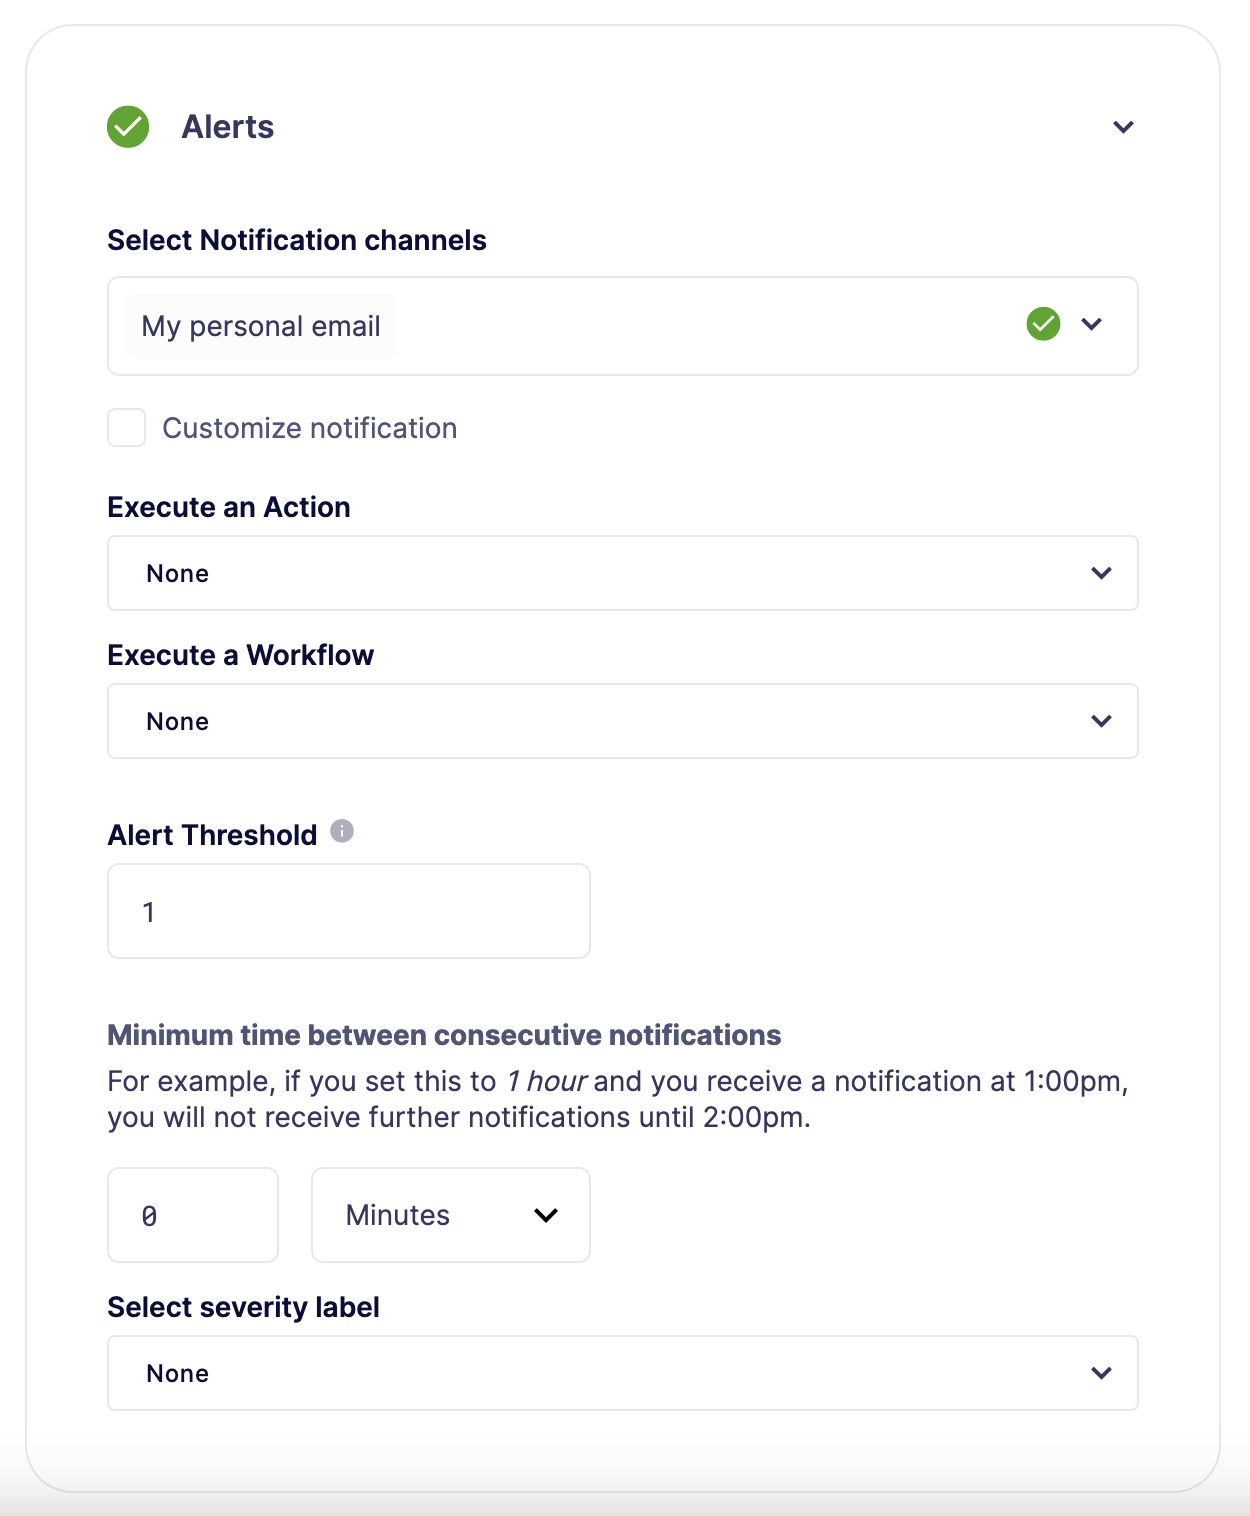 Alerts
Select Notification channels
My personal email
Customize notification
Execute an Action
None
Execute a Workflow
None
Alert Threshold
1
Minimum time between consecutive notifications
For example, if you set this to 1 hour and you receive a notification at 1:00pm,
you will not receive further notifications until 2:00pm.
0 Minutes
Select severity label
None